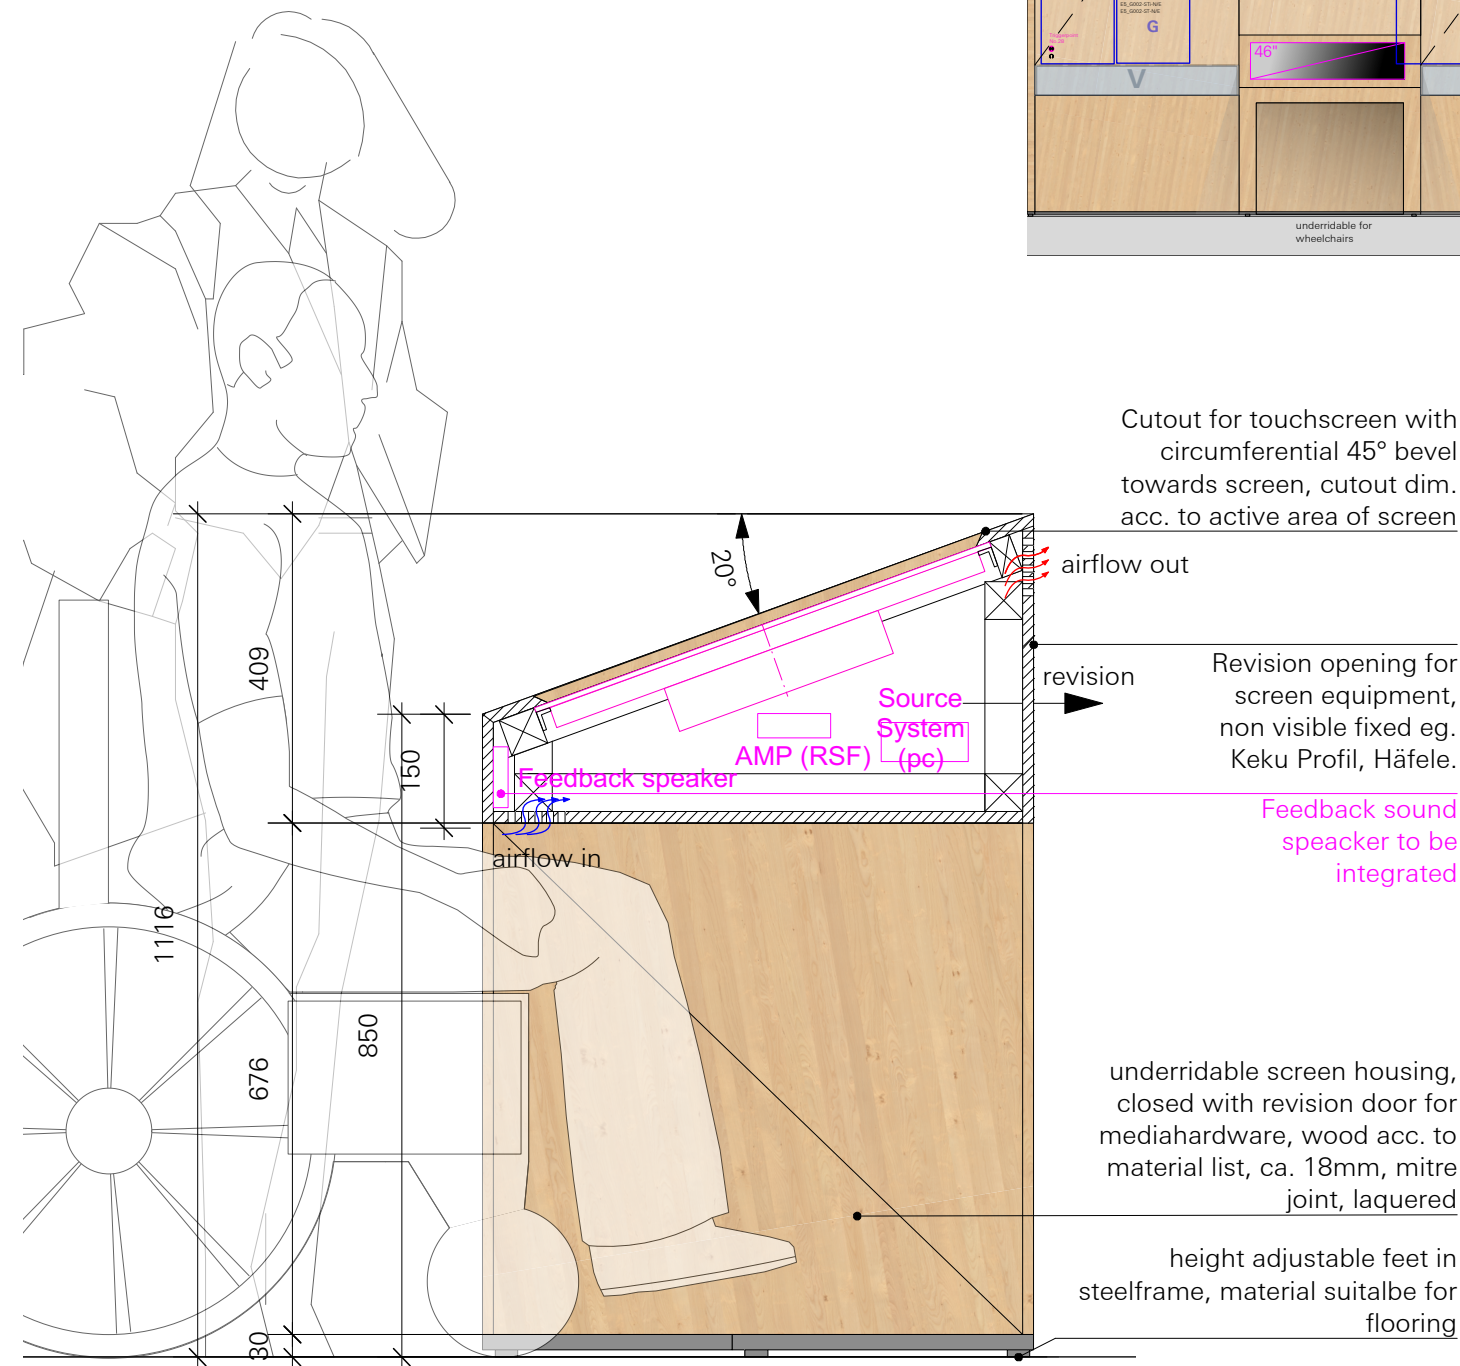 ES_G002-STI-N/E
ES_G002-ST-N/E
G
46"
V
underridable for
wheelchairs
Cutout for touchscreen with
circumferential 45° bevel
towards screen, cutout dim.
acc. to active area of screen
20°
airflow out
409
Revision opening for
screen equipment,
non visible fixed eg.
Keku Profil, Häfele.
revision
Source
System
(pc)
AMP (RSF)
150
Feedback speaker
Feedback sound
speacker to be
integrated
airflow in
1116
850
676
underridable screen housing,
closed with revision door for
mediahardware, wood acc. to
material list, ca. 18mm, mitre
joint, laquered
height adjustable feet in
steelframe, material suitalbe for
flooring
30